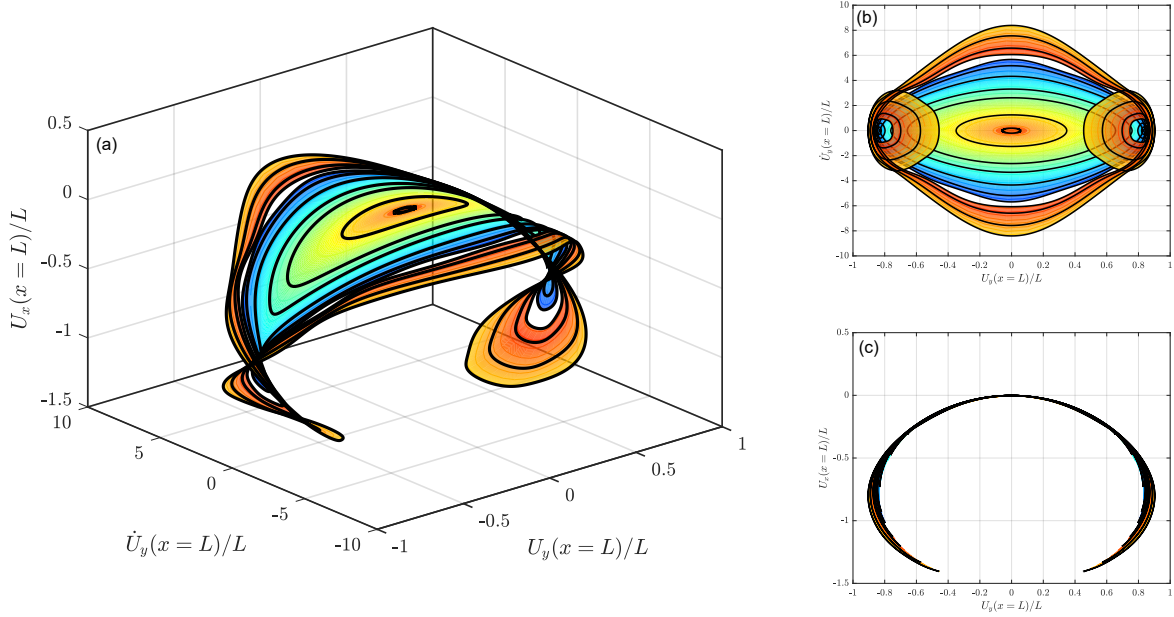 (a)
0.5
0
-0.5
-1
-1.5
$U_x(x = L)/L$
10
5
0
-5
-10
$\dot{U}_y(x = L)/L$
-1
-0.5
0
0.5
1
$U_y(x = L)/L$
(b)
10
8
6
4
2
0
-2
-4
-6
-8
-10
$\dot{U}_y(x = L)/L$
-1 -0.8 -0.6 -0.4 -0.2 0 0.2 0.4 0.6 0.8 1
$U_y(x = L)/L$
(c)
0.5
0
-0.5
-1
-1.5
$U_x(x = L)/L$
-1 -0.8 -0.6 -0.4 -0.2 0 0.2 0.4 0.6 0.8 1
$U_y(x = L)/L$